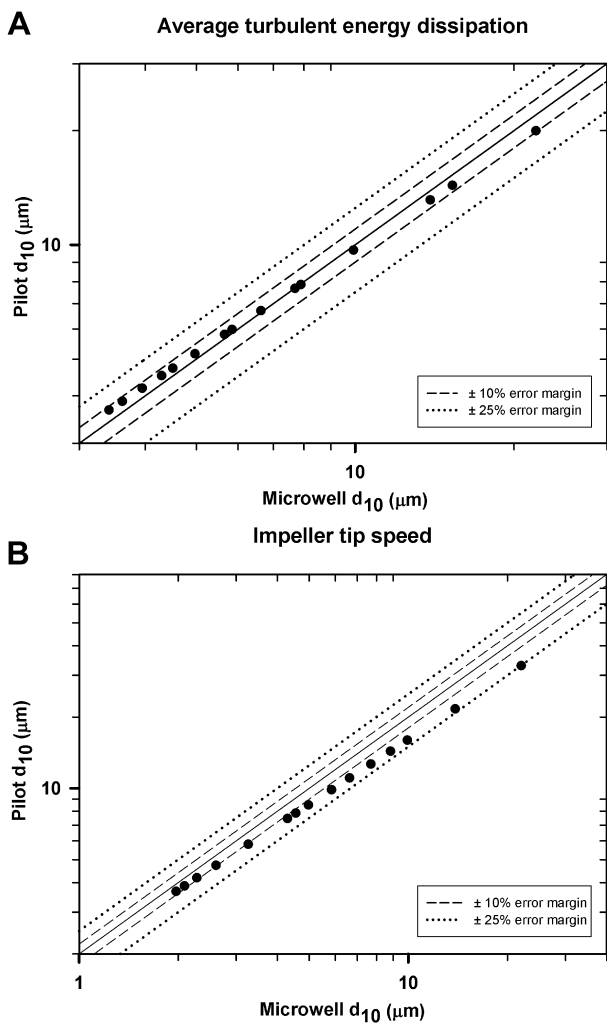 A
Average turbulent energy dissipation
Pilot d10 (μm)
10
± 10% error margin
± 25% error margin
10
Microwell d10 (μm)
B
Impeller tip speed
Pilot d10 (μm)
10
± 10% error margin
± 25% error margin
1
10
Microwell d10 (μm)